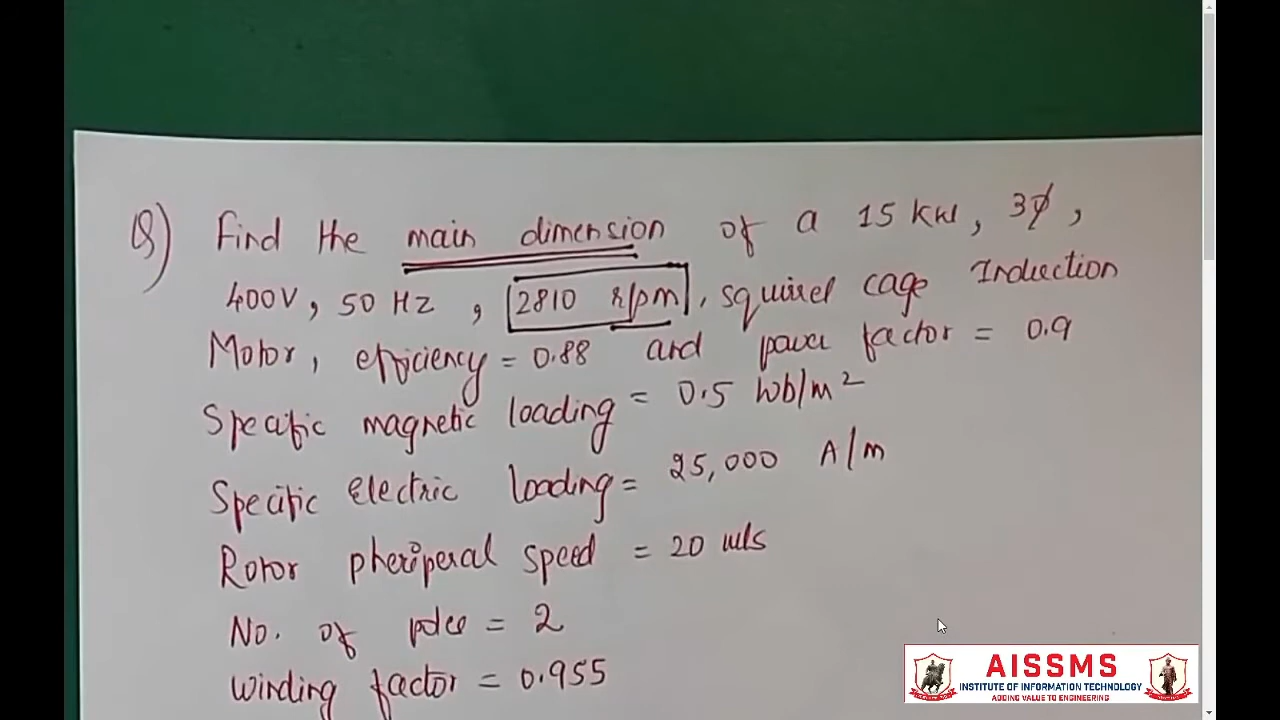 Q) Find the main dimension of a 15 kW, 3φ,
400V, 50 HZ, 2810 r/pm, squirrel cage Induction
Motor, efficiency = 0.88 and power factor = 0.9
Specific magnetic loading = 0.5 Wb/m²
Specific Electric loading = 25,000 A/m
Rotor pheriperal speed = 20 m/s
No. of poles = 2
Winding factor = 0.955
AISSMS
INSTITUTE OF INFORMATION TECHNOLOGY
ADDING VALUE TO ENGINEERING